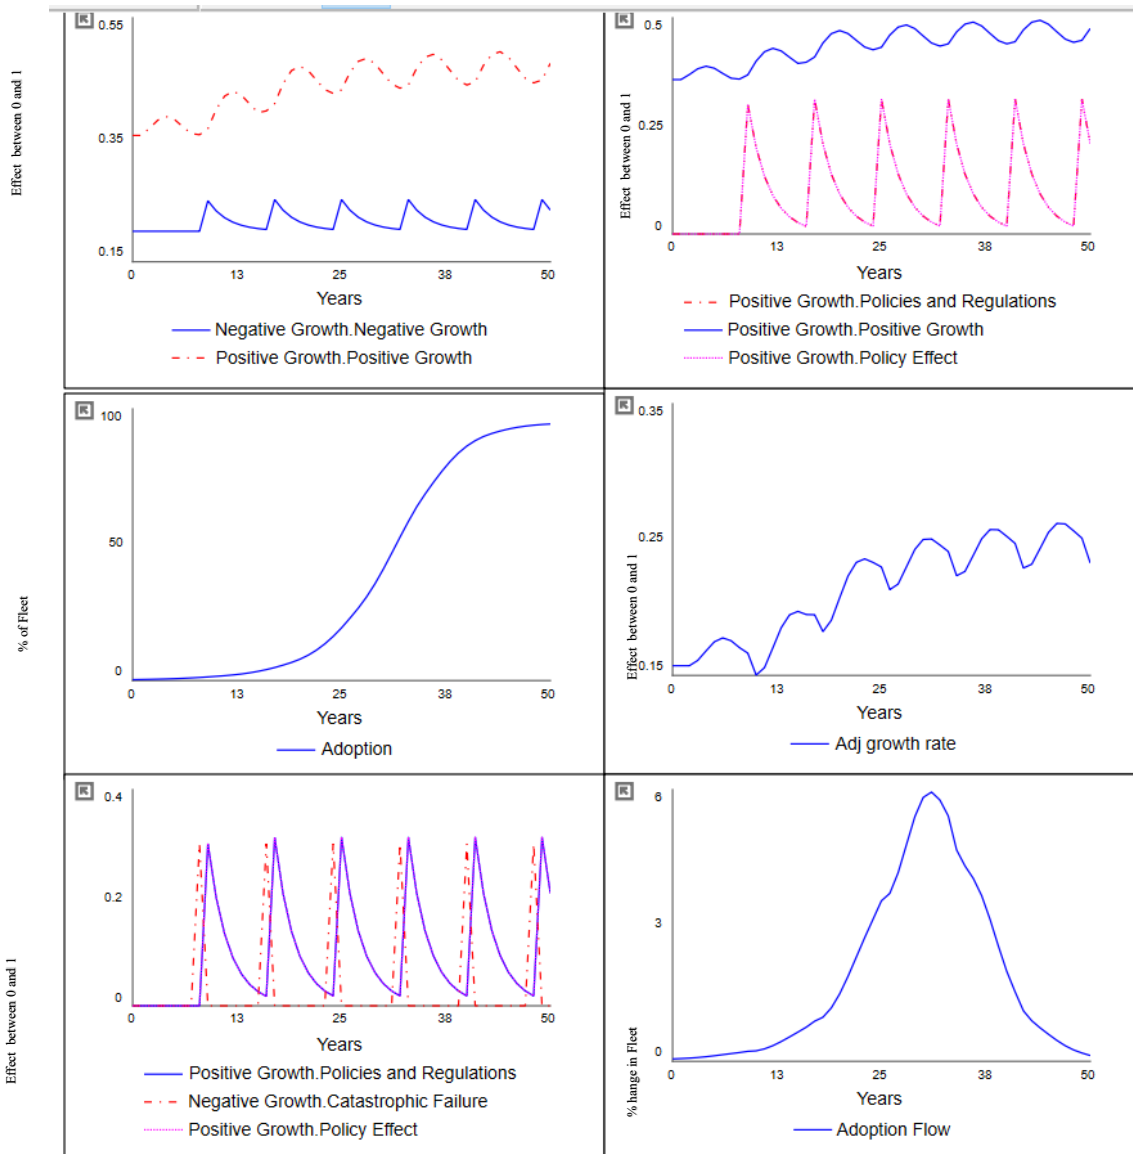 0.55
0.35
0.15
0
13
25
38
50
Effect between 0 and 1
Years
Negative Growth.Negative Growth
Positive Growth.Positive Growth
0.5
0.25
0
0
13
25
38
50
Effect between 0 and 1
Years
Positive Growth.Policies and Regulations
Positive Growth.Positive Growth
Positive Growth.Policy Effect
100
50
0
0
13
25
38
50
% of Fleet
Years
Adoption
0.35
0.25
0.15
0
13
25
38
50
Effect between 0 and 1
Years
Adj growth rate
0.4
0.2
0
0
13
25
38
50
Effect between 0 and 1
Years
Positive Growth.Policies and Regulations
Negative Growth.Catastrophic Failure
Positive Growth.Policy Effect
6
3
0
0
13
25
38
50
% hange in Fleet
Years
Adoption Flow